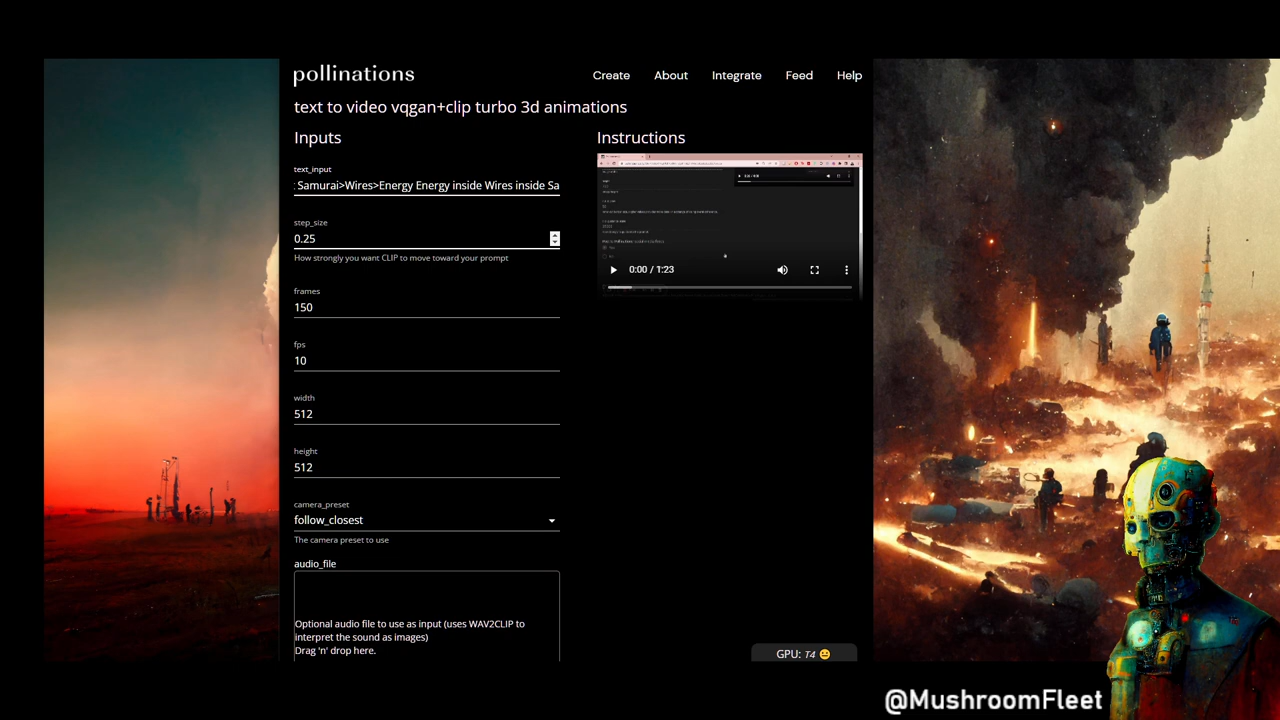 pollinations
Create About Integrate Feed Help
text to video vqgan+clip turbo 3d animations
Inputs
Instructions
text_input
: Samurai>Wires>Energy Energy inside Wires inside Sa
step_size
0.25
How strongly you want CLIP to move toward your prompt
frames
150
fps
10
width
512
height
512
camera_preset
follow_closest
The camera preset to use
audio_file
Optional audio file to use as input (uses WAV2CLIP to
interpret the sound as images)
Drag 'n' drop here.
0:00 / 1:23
GPU: T4 😐
@MushroomFleet